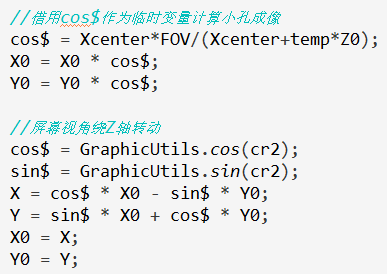 //借用cos$作为临时变量计算小孔成像
cos$ = Xcenter*FOV/(Xcenter+temp*Z0);
X0 = X0 * cos$;
Y0 = Y0 * cos$;
//屏幕视角绕Z轴转动
cos$ = GraphicUtils.cos(cr2);
sin$ = GraphicUtils.sin(cr2);
X = cos$ * X0 - sin$ * Y0;
Y = sin$ * X0 + cos$ * Y0;
X0 = X;
Y0 = Y;